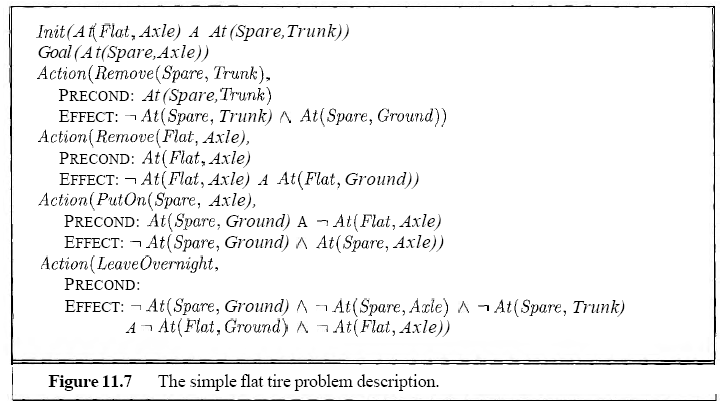 Init(At(Flat, Axle) A At(Spare,Trunk))
Goal(At(Spare,Axle))
Action(Remove(Spare, Trunk),
PRECOND: At(Spare,Trunk)
EFFECT: ¬ At(Spare, Trunk) ∧ At(Spare, Ground))
Action(Remove(Flat, Axle),
PRECOND: At(Flat, Axle)
EFFECT: ¬ At(Flat, Axle) A At(Flat, Ground))
Action(PutOn(Spare, Axle),
PRECOND: At(Spare, Ground) A ¬ At(Flat, Axle)
EFFECT: ¬ At(Spare, Ground) ∧ At(Spare, Axle))
Action(LeaveOvernight,
PRECOND:
EFFECT: ¬ At(Spare, Ground) ∧ ¬ At(Spare, Axle) ∧ ¬ At(Spare, Trunk)
A ¬ At(Flat, Ground) ∧ ¬ At(Flat, Axle))
Figure 11.7 The simple flat tire problem description.